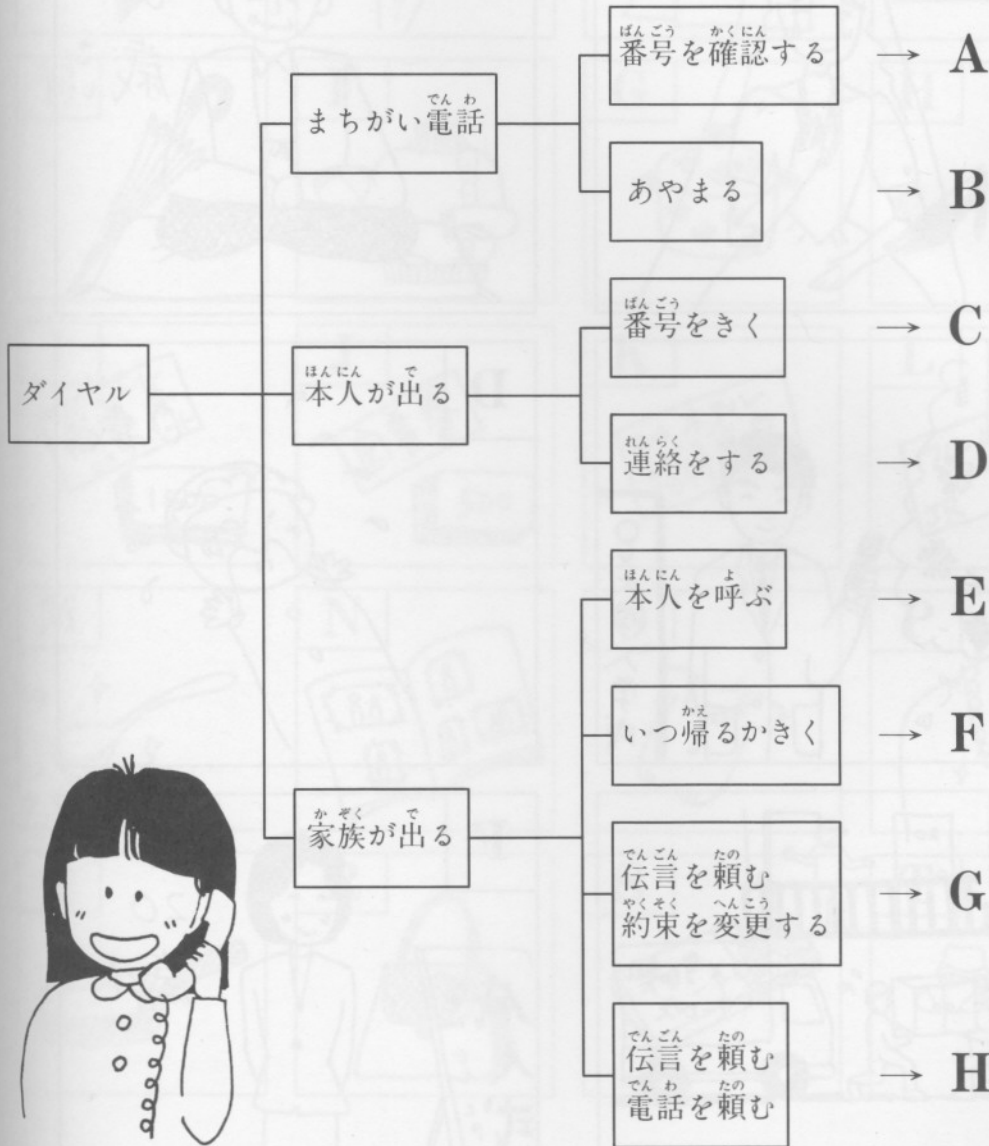 ダイヤル
まちがい電話
番号を確認する → A
あやまる → B
本人が出る
番号をきく → C
連絡をする → D
家族が出る
本人を呼ぶ → E
いつ帰るかきく → F
伝言を頼む
約束を変更する → G
伝言を頼む
電話を頼む → H